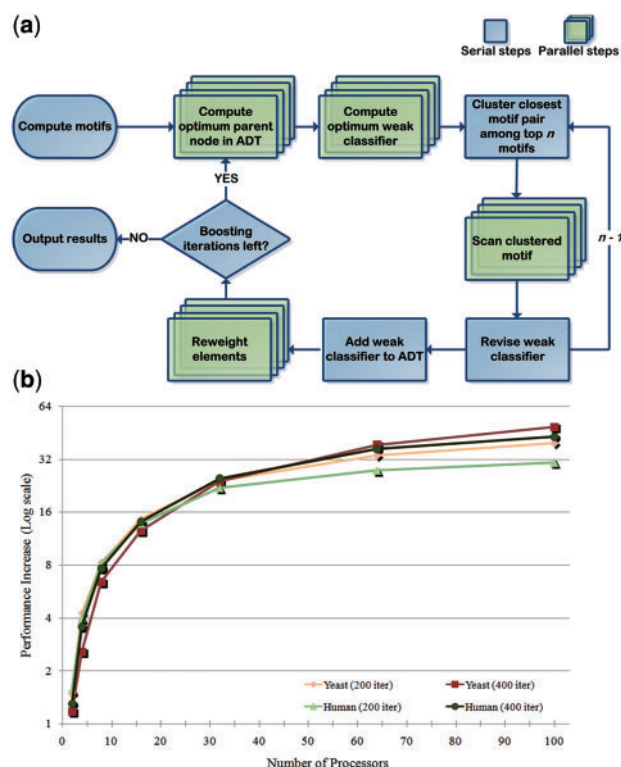 (a)
Serial steps
Parallel steps
Compute motifs
Compute
optimum parent
node in ADT
Compute
optimum weak
classifier
Cluster closest
motif pair
among top n
motifs
YES
Output results
NO
Boosting
iterations left?
Scan clustered
motif
n - 1
Reweight
elements
Add weak
classifier to ADT
Revise weak
classifier
(b)
Performance Increase (Log scale)
64
32
16
8
4
2
1
Yeast (200 iter)
Yeast (400 iter)
Human (200 iter)
Human (400 iter)
0 10 20 30 40 50 60 70 80 90 100
Number of Processors